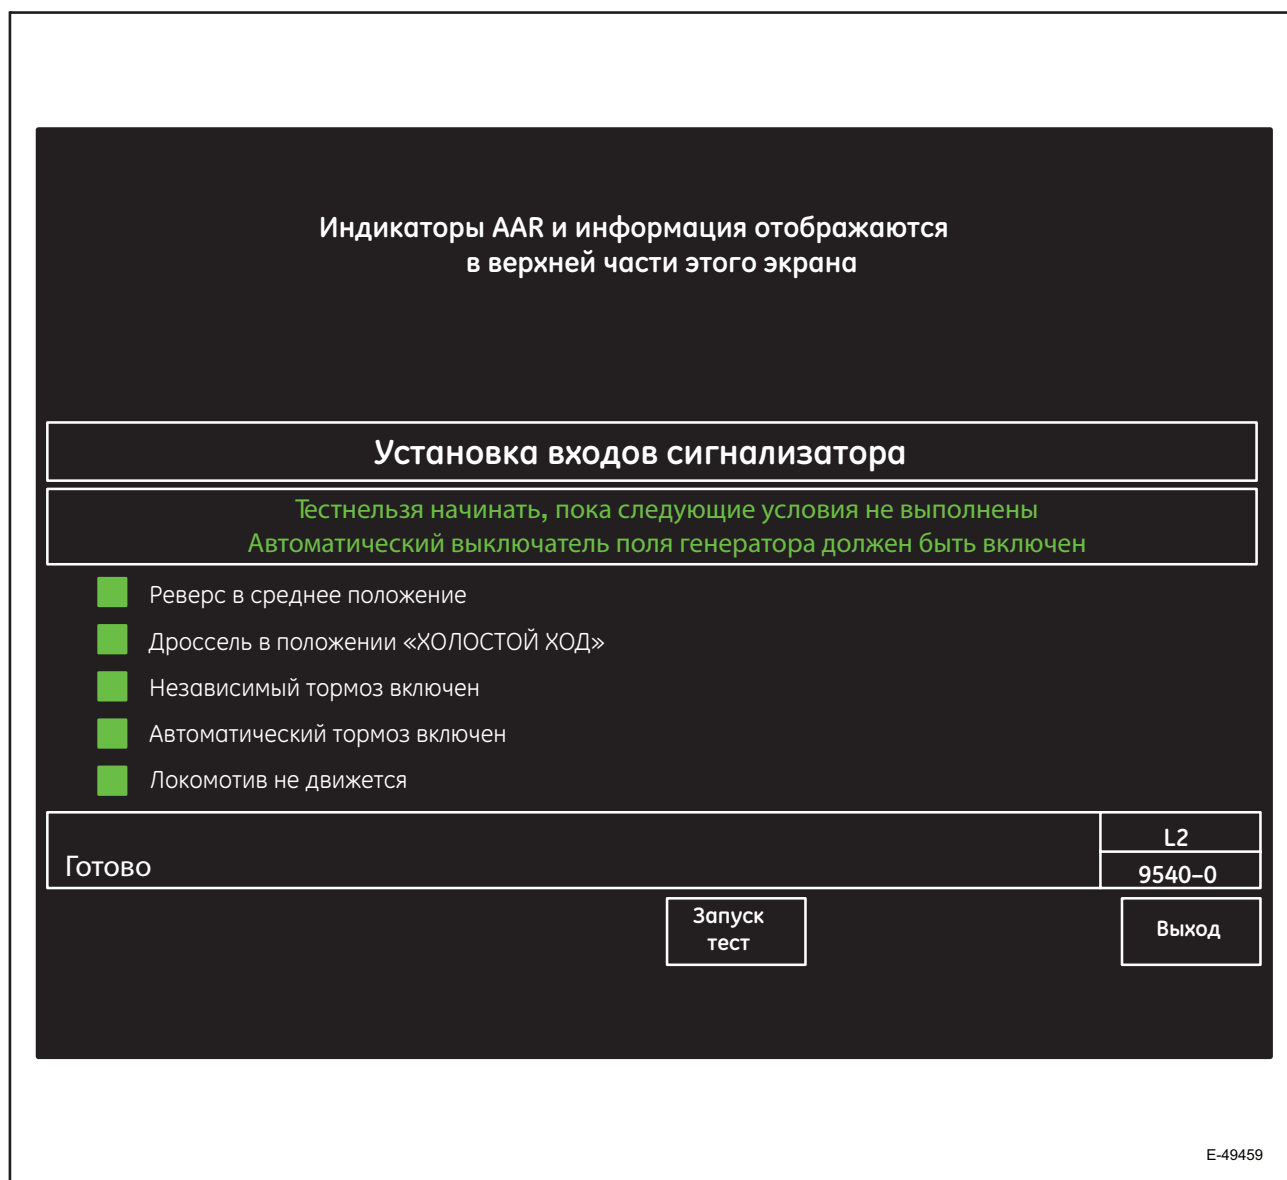 Индикаторы AAR и информация отображаются
в верхней части этого экрана
Установка входов сигнализатора
Тестнельзя начинать, пока следующие условия не выполнены
Автоматический выключатель поля генератора должен быть включен
Реверс в среднее положение
Дроссель в положении «ХОЛОСТОЙ ХОД»
Независимый тормоз включен
Автоматический тормоз включен
Локомотив не движется
L2
Готово
9540–0
Запуск
тест
Выход
E-49459